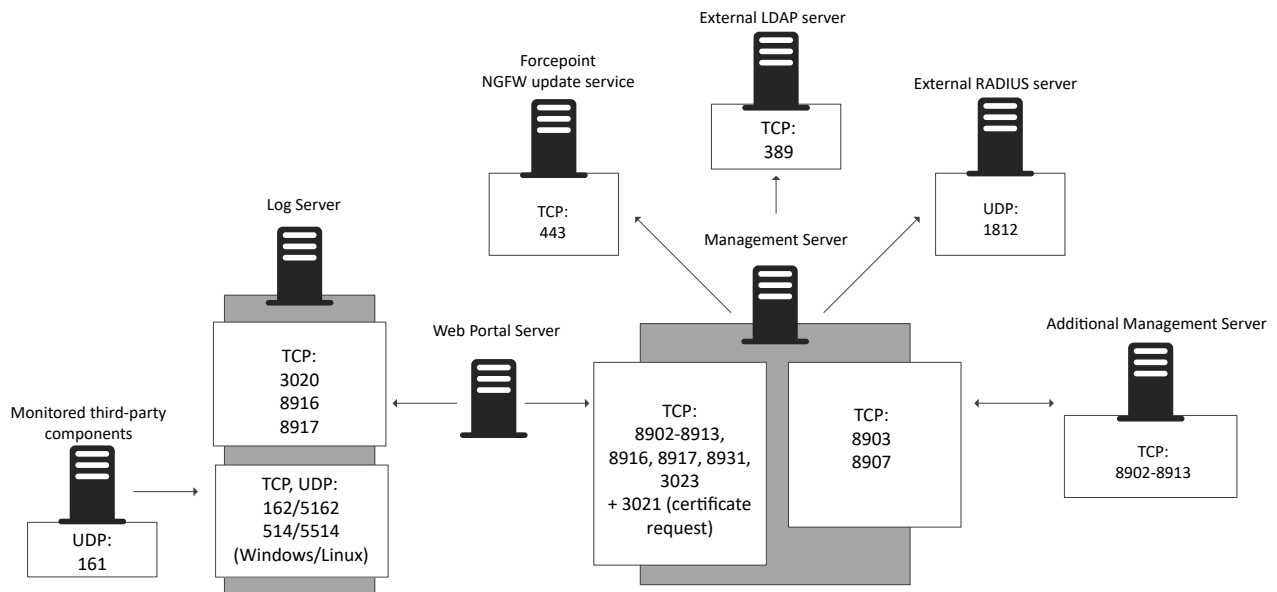 External LDAP server
TCP:
389
Forcepoint
NGFW update service
TCP:
443
External RADIUS server
UDP:
1812
Log Server
TCP:
3020
8916
8917
TCP, UDP:
162/5162
514/5514
(Windows/Linux)
Monitored third-party
components
UDP:
161
Web Portal Server
Management Server
TCP:
8902-8913,
8916, 8917, 8931,
3023
+ 3021 (certificate
request)
TCP:
8903
8907
Additional Management Server
TCP:
8902-8913